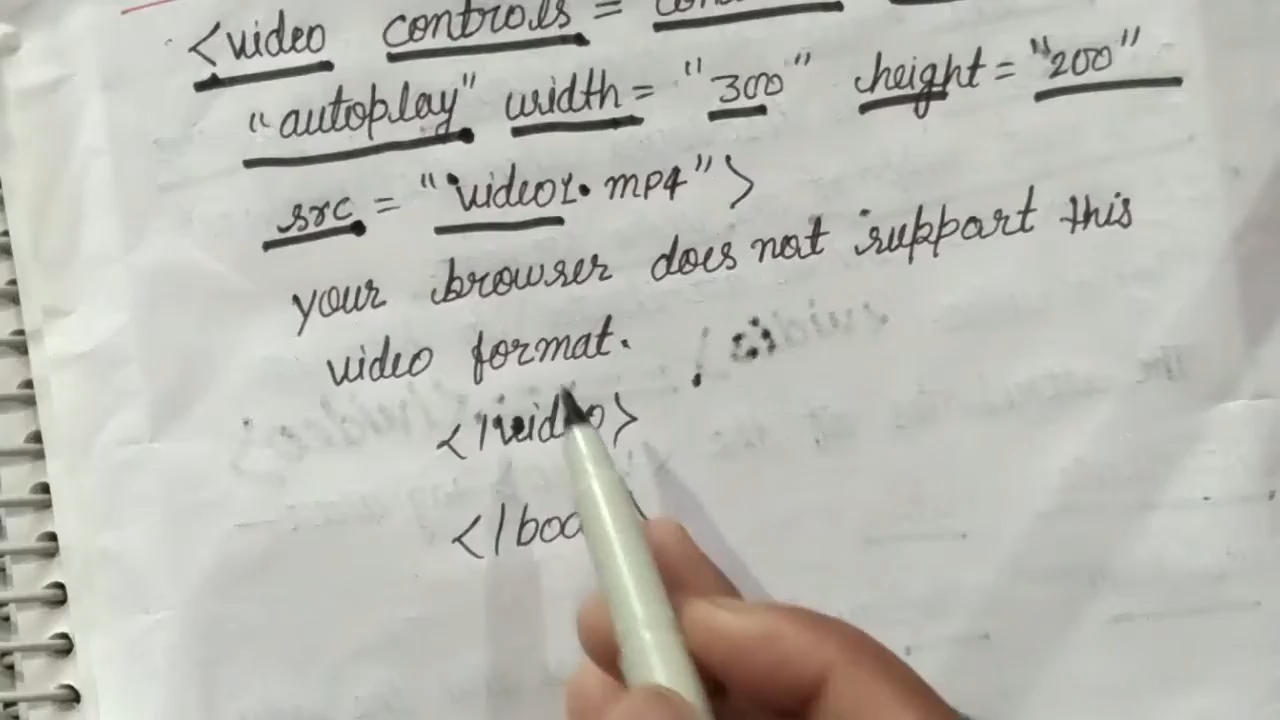 <video controls =
"autoplay" width = "300" height = "200"
src = "video1.mp4">
your browser does not support this
video format.
</video>